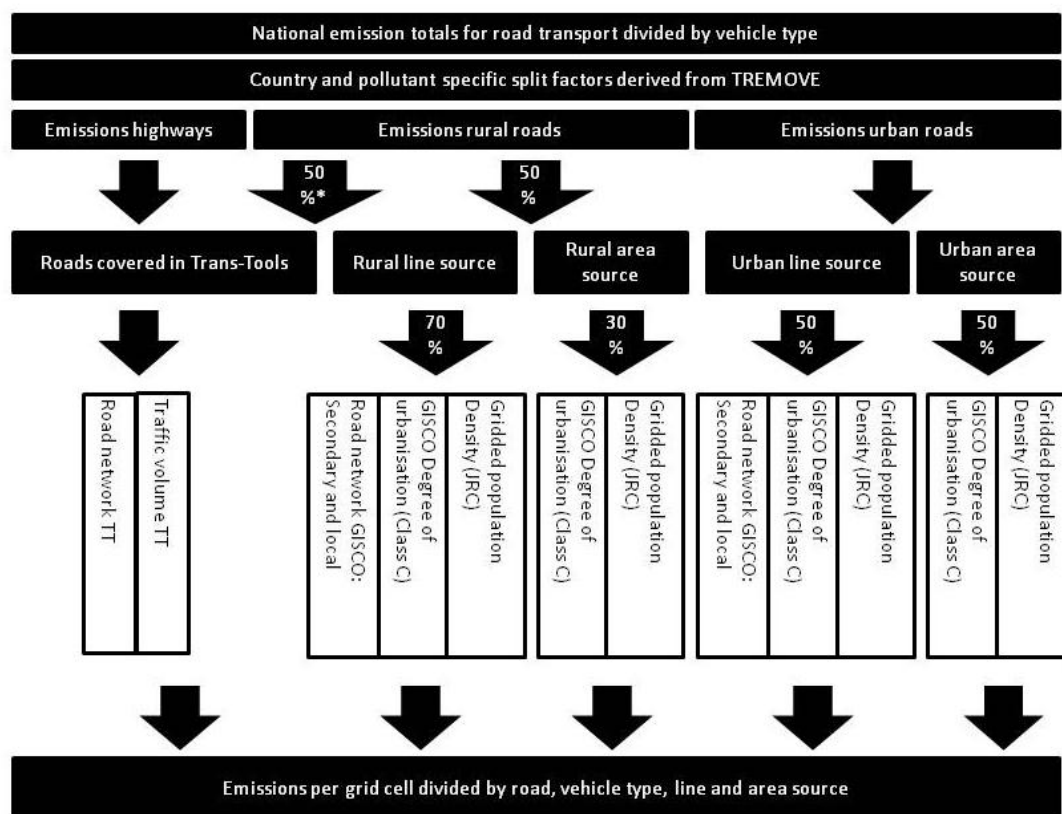 National emission totals for road transport divided by vehicle type
Country and pollutant specific split factors derived from TREMOVE
Emissions highways
Emissions rural roads
Emissions urban roads
50
%*
50
%
Roads covered in Trans-Tools
Rural line source
Rural area
source
Urban line source
Urban area
source
70
%
30
%
50
%
50
%
Road network TT
Traffic volume TT
Road network GISCO:
Secondary and local
GISCO Degree of
urbanisation (Class C)
Gridded population
Density (JRC)
GISCO Degree of
urbanisation (Class C)
Gridded population
Density (JRC)
Road network GISCO:
Secondary and local
GISCO Degree of
urbanisation (Class C)
Gridded population
Density (JRC)
GISCO Degree of
urbanisation (Class C)
Gridded population
Density (JRC)
Emissions per grid cell divided by road, vehicle type, line and area source